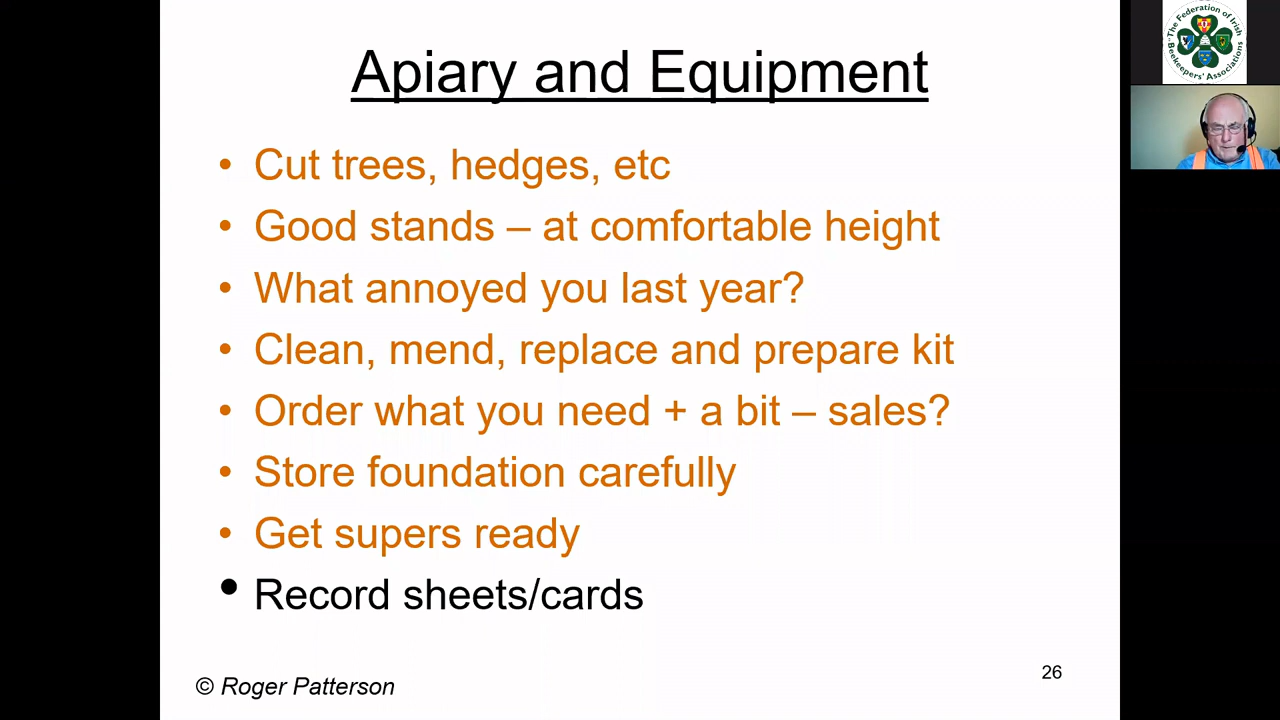 Apiary and Equipment
• Cut trees, hedges, etc
• Good stands – at comfortable height
• What annoyed you last year?
• Clean, mend, replace and prepare kit
• Order what you need + a bit – sales?
• Store foundation carefully
• Get supers ready
• Record sheets/cards
© Roger Patterson
26
The Federation of Irish
Beekeepers' Associations